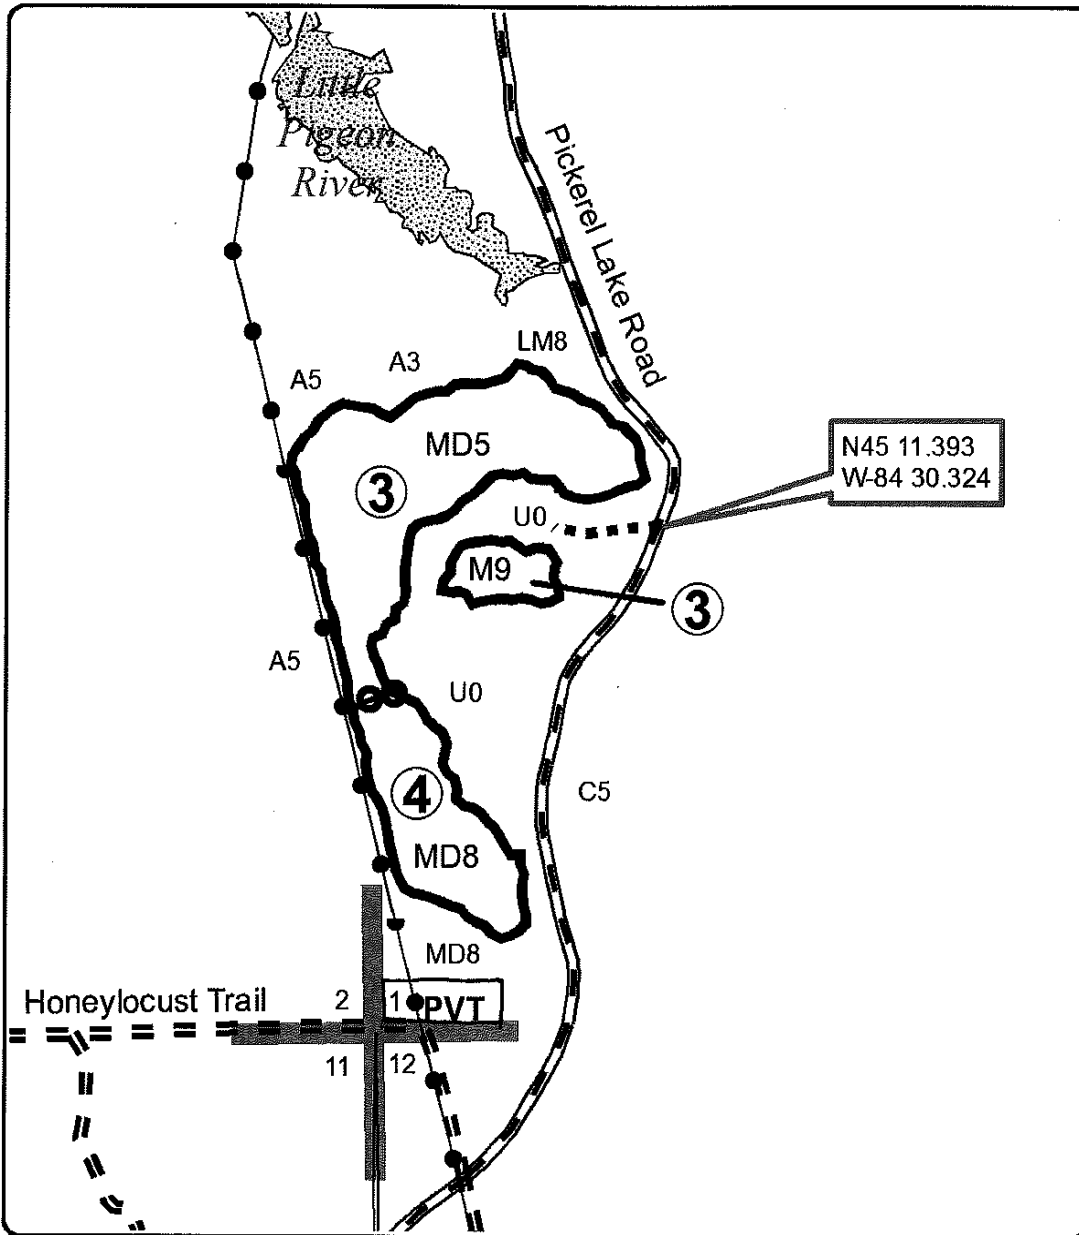 Little
Pigeon
River
Pickerel Lake Road
LM8
A3
A5
MD5
N45 11.393
W-84 30.324
3
U0
M9
3
A5
U0
4
C5
MD8
MD8
Honeylocust Trail
2
1
PVT
11
12